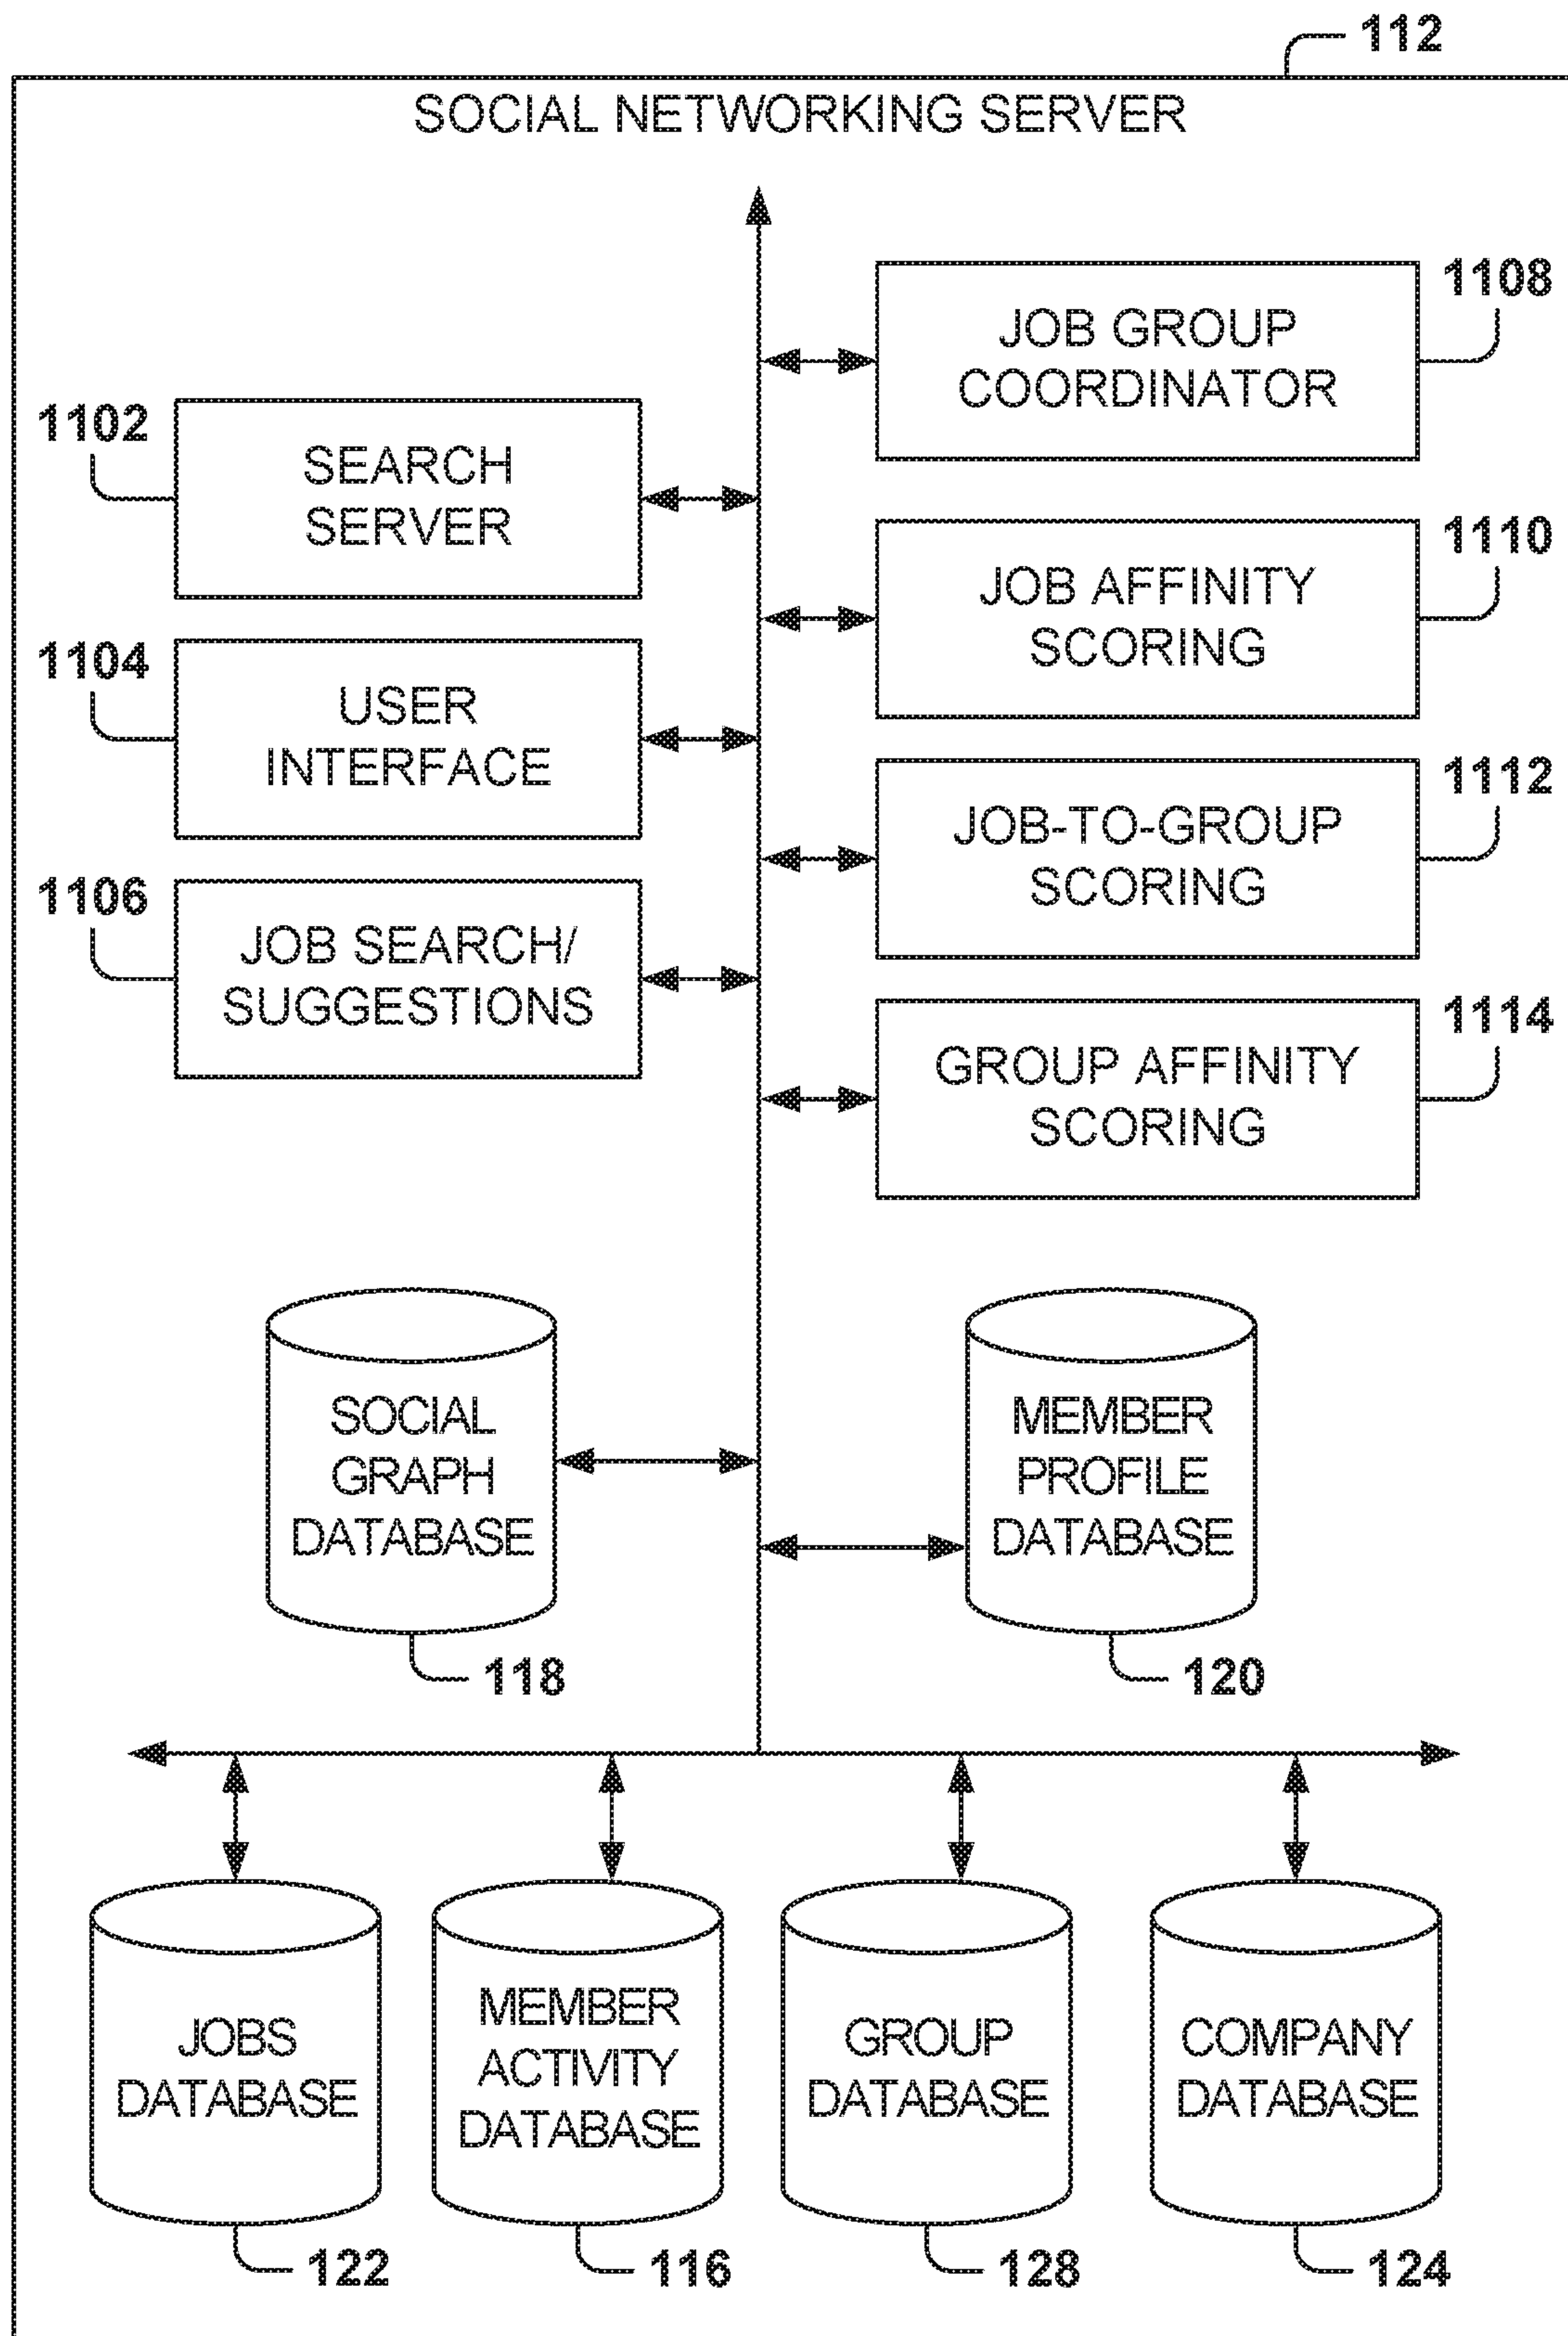 112
SOCIAL NETWORKING SERVER
1108
JOB GROUP
COORDINATOR
1102
SEARCH
SERVER
1110
JOB AFFINITY
SCORING
1104
USER
INTERFACE
1112
JOB-TO-GROUP
SCORING
1106
JOB SEARCH/
SUGGESTIONS
1114
GROUP AFFINITY
SCORING
SOCIAL
GRAPH
DATABASE
118
MEMBER
PROFILE
DATABASE
120
JOBS
DATABASE
122
MEMBER
ACTIVITY
DATABASE
116
GROUP
DATABASE
128
COMPANY
DATABASE
124